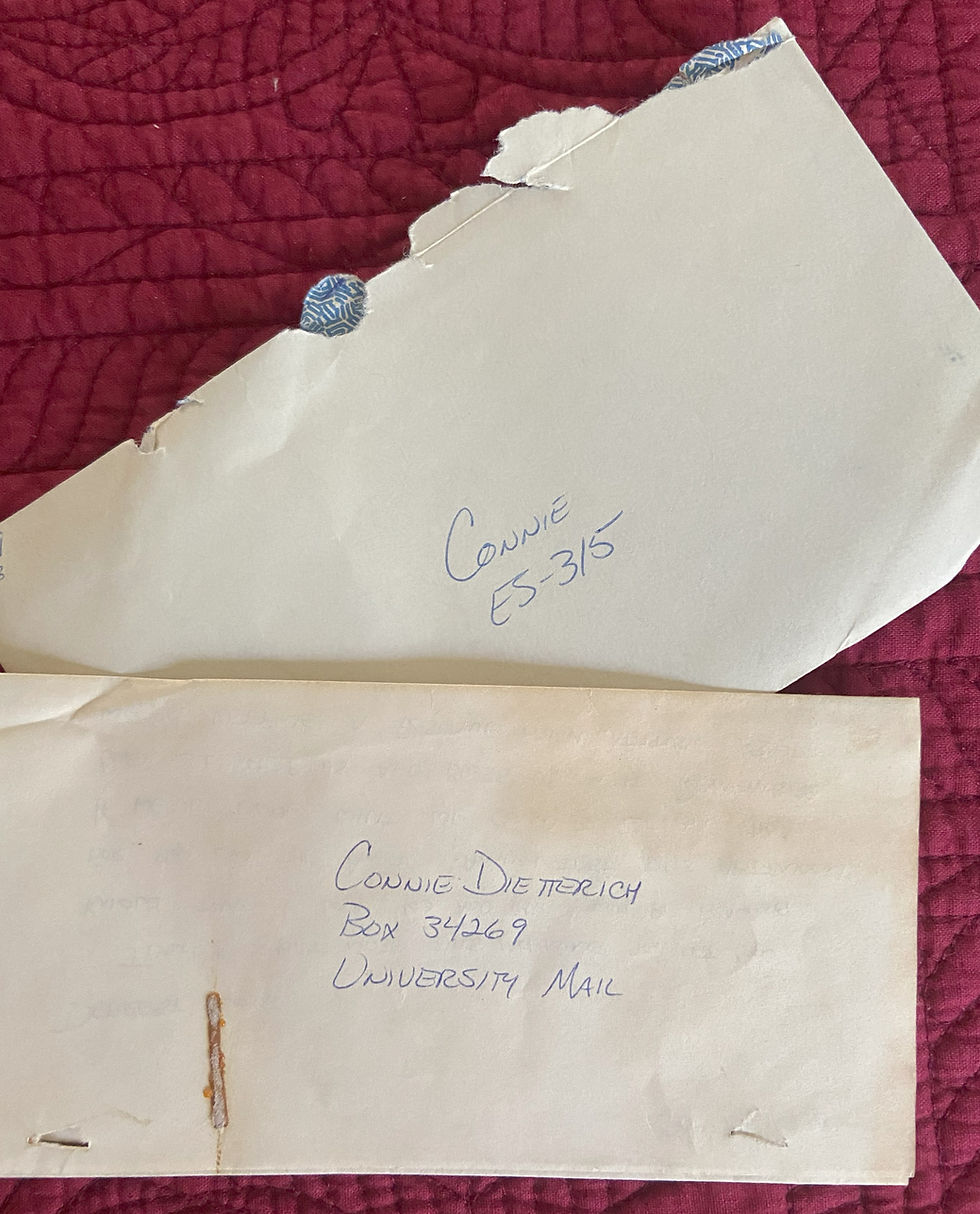 CONNIE
ES-315
CONNIE DIETTERICH
BOX 34269
UNIVERSITY MAIL